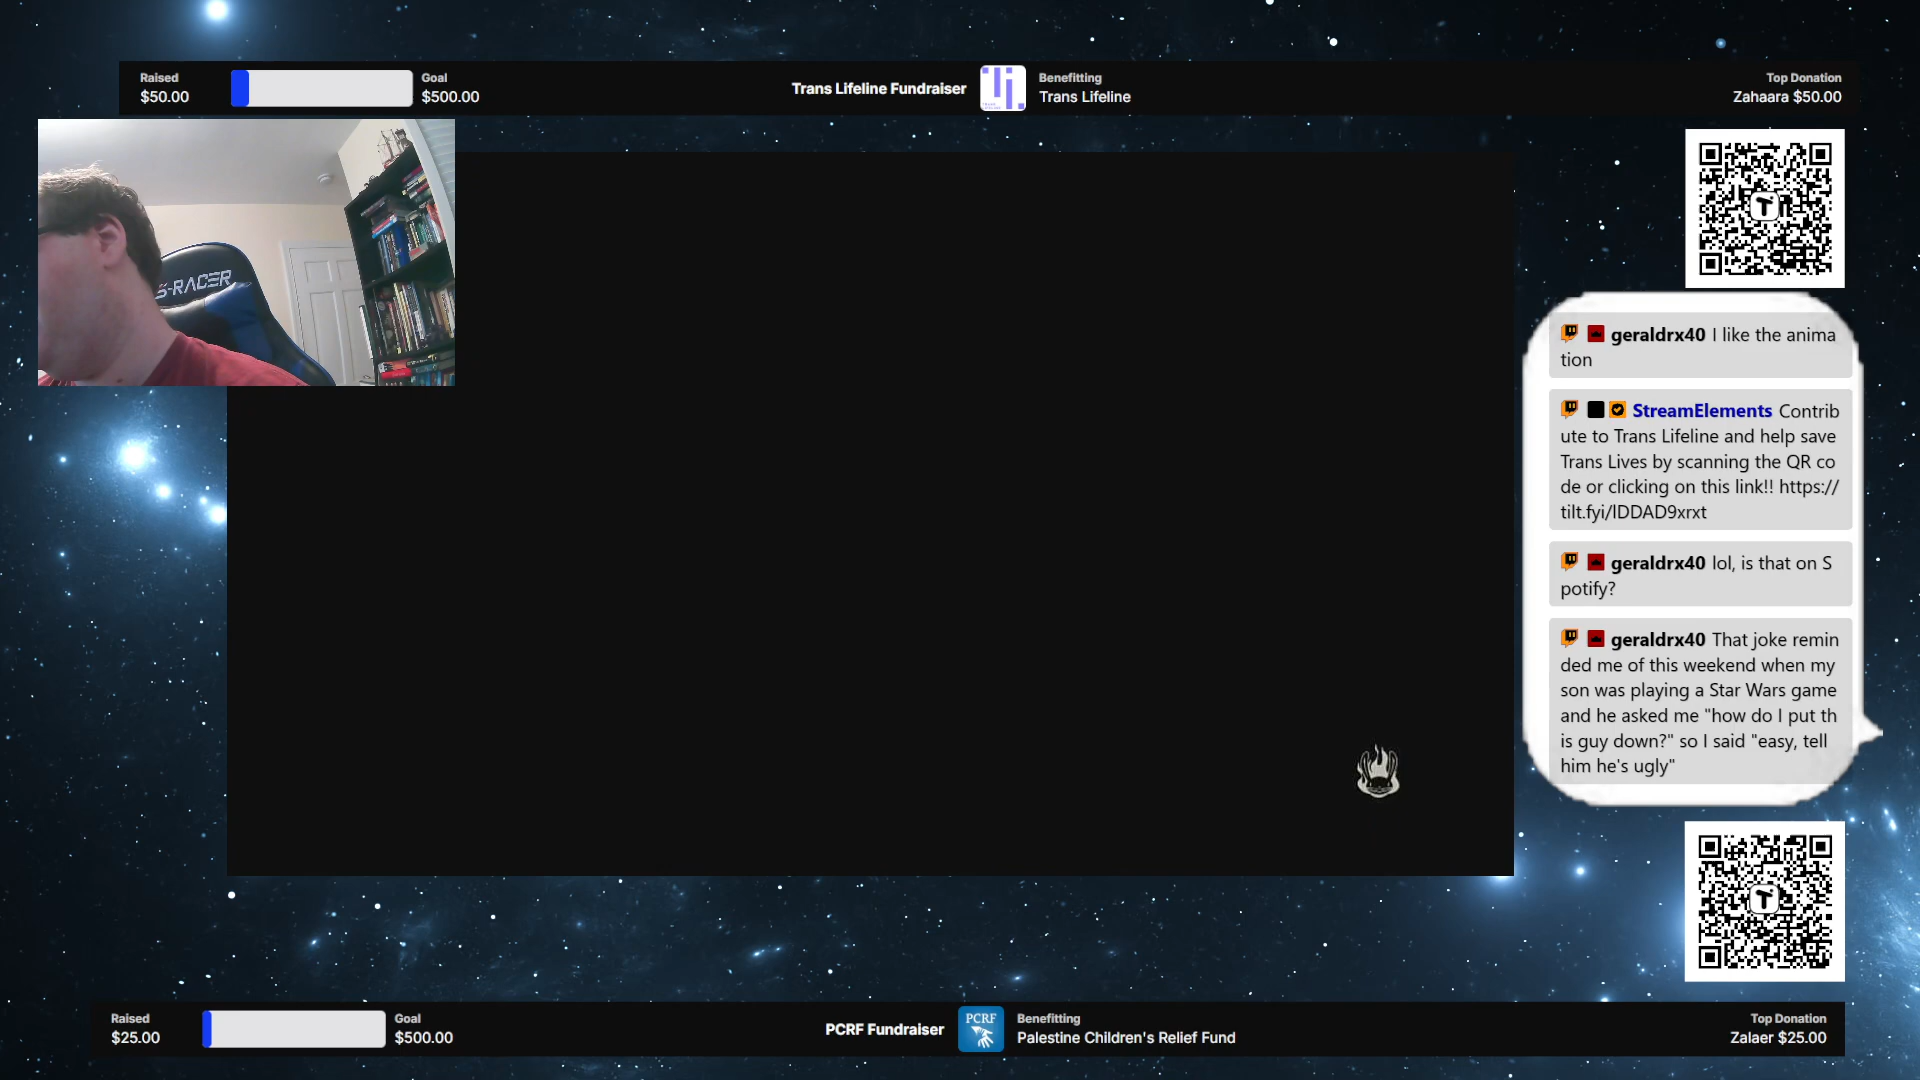 Raised
$50.00
Goal
$500.00
Trans Lifeline Fundraiser
Benefitting
Trans Lifeline
Top Donation
Zahaara $50.00
S-RACER
geraldrx40 I like the anima
tion
StreamElements Contrib
ute to Trans Lifeline and help save
Trans Lives by scanning the QR co
de or clicking on this link!! https://
tilt.fyi/lDDAD9xrxt
geraldrx40 lol, is that on S
potify?
geraldrx40 That joke remin
ded me of this weekend when my
son was playing a Star Wars game
and he asked me "how do I put th
is guy down?" so I said "easy, tell
him he's ugly"
Raised
$25.00
Goal
$500.00
PCRF Fundraiser
PCRF
Benefitting
Palestine Children's Relief Fund
Top Donation
Zalaer $25.00